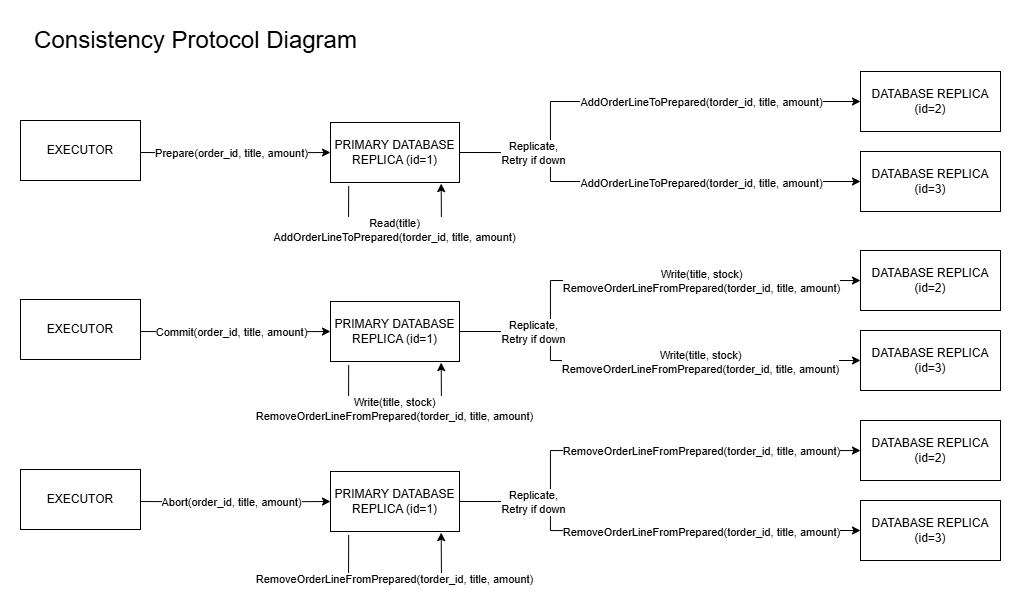 Consistency Protocol Diagram
EXECUTOR
Prepare(order_id, title, amount)
PRIMARY DATABASE
REPLICA (id=1)
Read(title)
AddOrderLineToPrepared(torder_id, title, amount)
Replicate,
Retry if down
AddOrderLineToPrepared(torder_id, title, amount)
DATABASE REPLICA
(id=2)
AddOrderLineToPrepared(torder_id, title, amount)
DATABASE REPLICA
(id=3)
EXECUTOR
Commit(order_id, title, amount)
PRIMARY DATABASE
REPLICA (id=1)
Write(title, stock)
RemoveOrderLineFromPrepared(torder_id, title, amount)
Replicate,
Retry if down
Write(title, stock)
RemoveOrderLineFromPrepared(torder_id, title, amount)
DATABASE REPLICA
(id=2)
Write(title, stock)
RemoveOrderLineFromPrepared(torder_id, title, amount)
DATABASE REPLICA
(id=3)
EXECUTOR
Abort(order_id, title, amount)
PRIMARY DATABASE
REPLICA (id=1)
RemoveOrderLineFromPrepared(torder_id, title, amount)
Replicate,
Retry if down
RemoveOrderLineFromPrepared(torder_id, title, amount)
DATABASE REPLICA
(id=2)
RemoveOrderLineFromPrepared(torder_id, title, amount)
DATABASE REPLICA
(id=3)